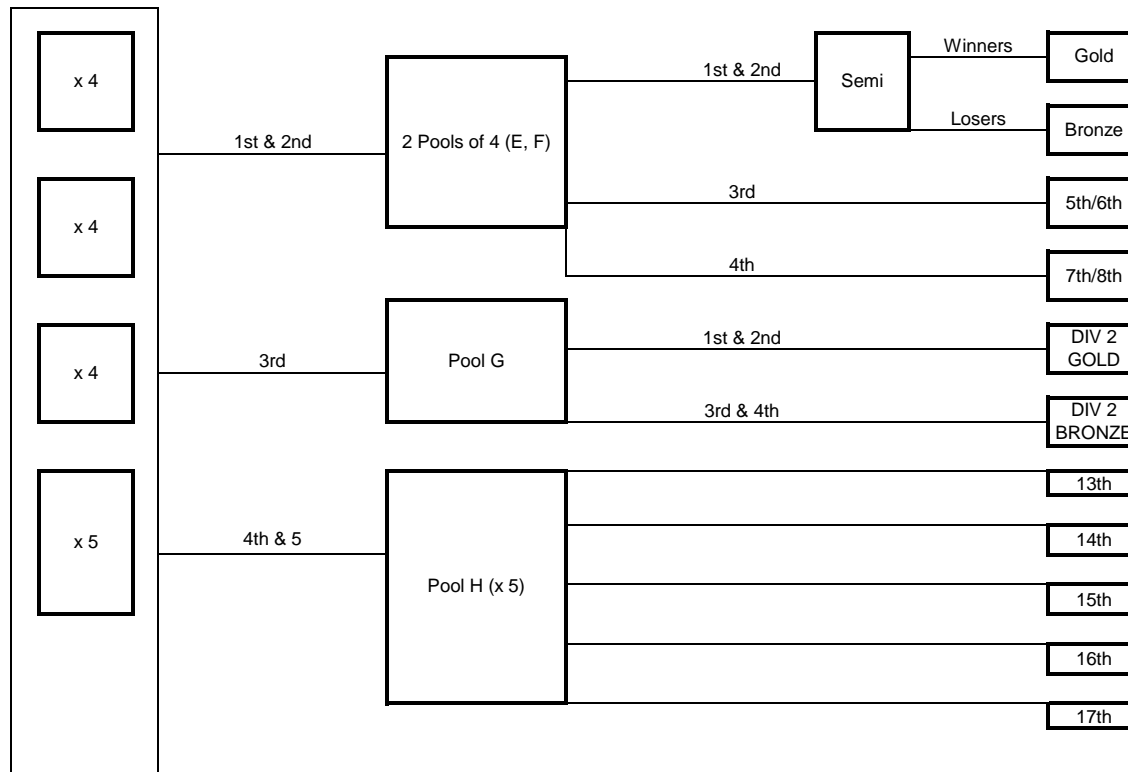 x 4
x 4
x 4
x 5
1st & 2nd
3rd
4th & 5
2 Pools of 4 (E, F)
Pool G
Pool H (x 5)
1st & 2nd
3rd
4th
1st & 2nd
3rd & 4th
Semi
Winners
Losers
Gold
Bronze
5th/6th
7th/8th
DIV 2
GOLD
DIV 2
BRONZE
13th
14th
15th
16th
17th